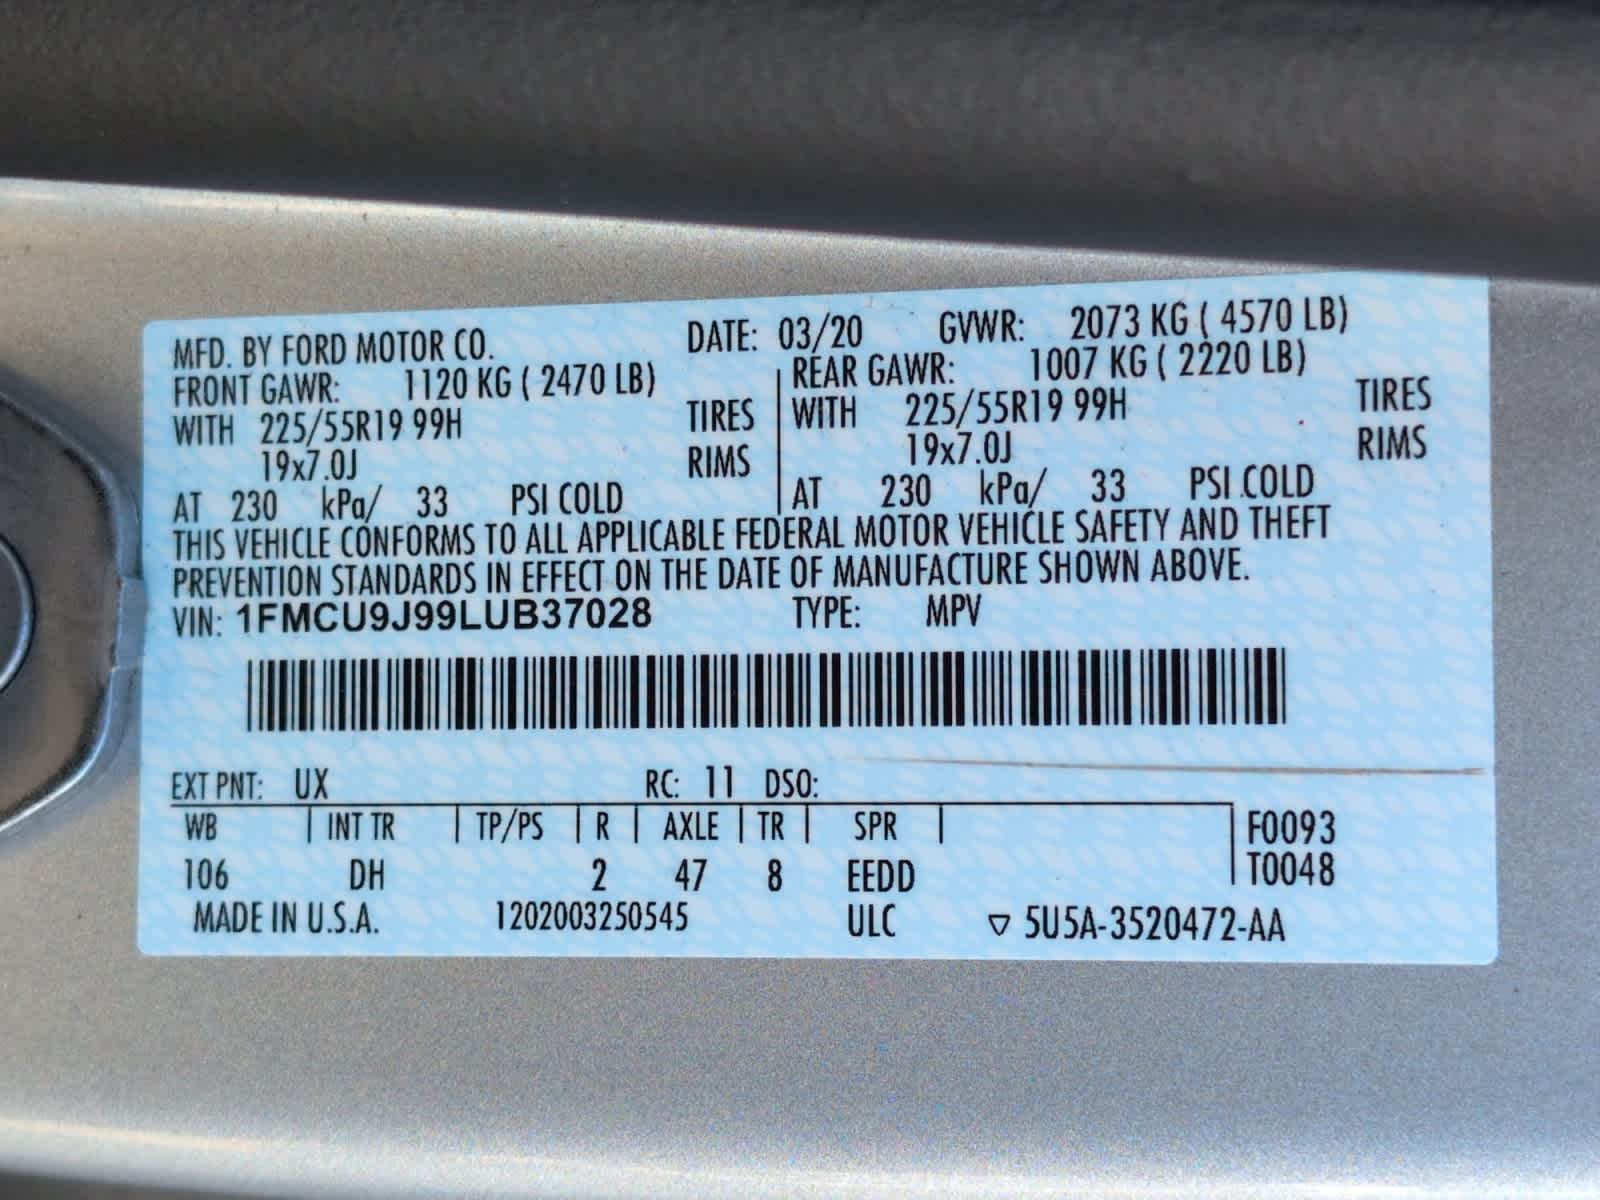 MFD. BY FORD MOTOR CO. DATE: 03/20 GVWR: 2073 KG ( 4570 LB)
FRONT GAWR: 1120 KG ( 2470 LB) REAR GAWR: 1007 KG ( 2220 LB)
WITH 225/55R19 99H TIRES WITH 225/55R19 99H TIRES
19x7.0J RIMS 19x7.0J RIMS
AT 230 kPa/ 33 PSI COLD AT 230 kPa/ 33 PSI COLD
THIS VEHICLE CONFORMS TO ALL APPLICABLE FEDERAL MOTOR VEHICLE SAFETY AND THEFT
PREVENTION STANDARDS IN EFFECT ON THE DATE OF MANUFACTURE SHOWN ABOVE.
VIN: 1FMCU9J99LUB37028 TYPE: MPV
EXT PNT: UX RC: 11 DSO:
WB | INT TR | TP/PS | R | AXLE | TR | SPR | F0093
106 DH 2 47 8 EEDD T0048
MADE IN U.S.A. 1202003250545 ULC ▽ 5U5A-3520472-AA